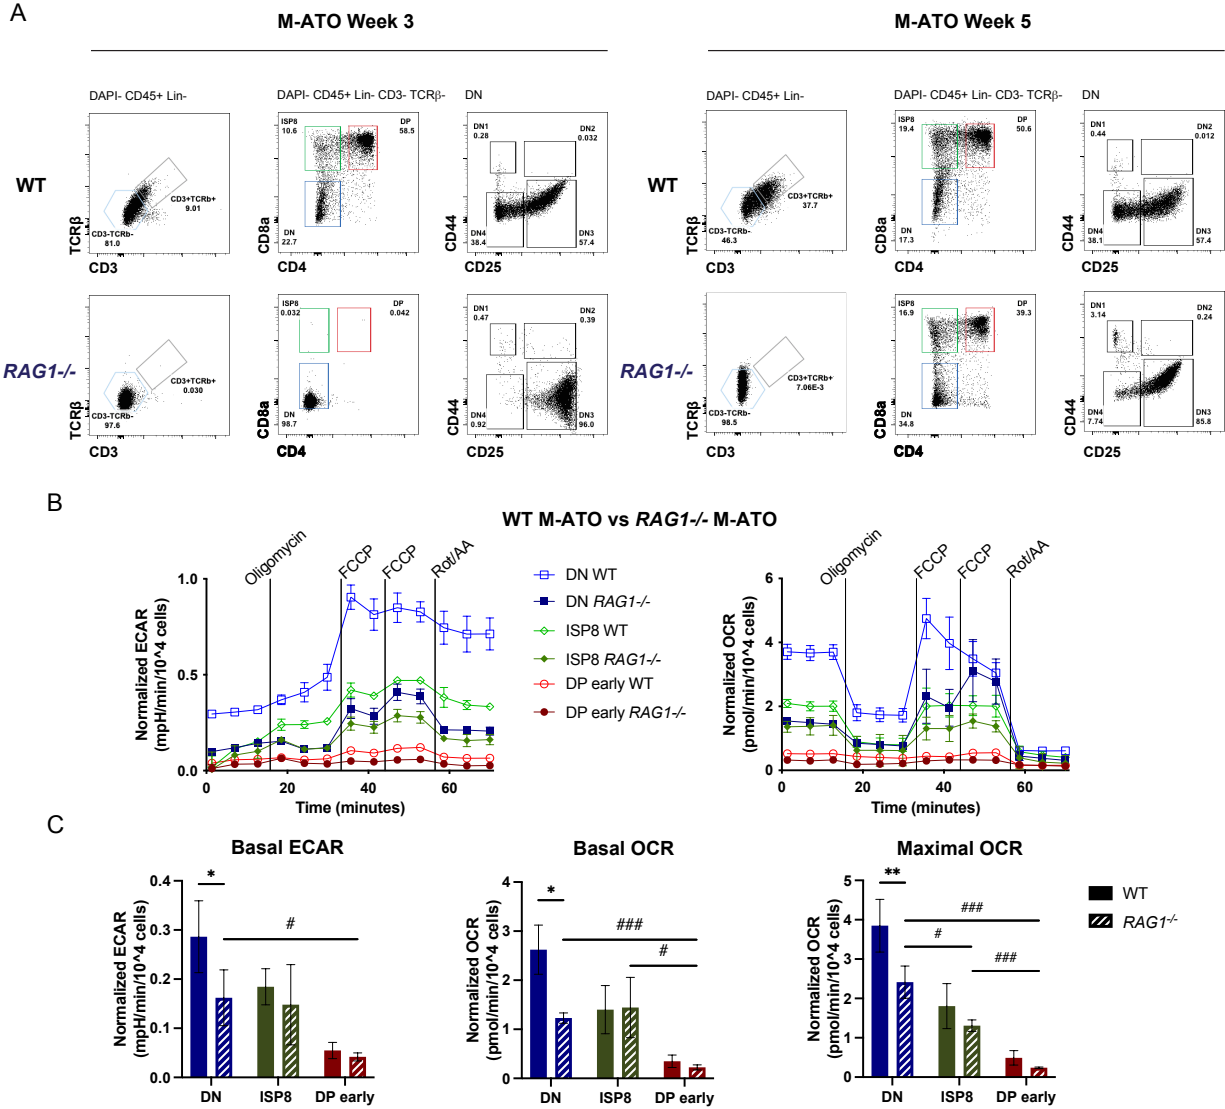 A
M-ATO Week 3
M-ATO Week 5
DAPI- CD45+ Lin-
DAPI- CD45+ Lin- CD3- TCRβ-
DN
DAPI- CD45+ Lin-
DAPI- CD45+ Lin- CD3- TCRβ-
DN
WT
TCRβ
CD3+TCRb+
9.01
CD3-TCRb-
81.0
CD3
CD8a
ISP8
10.6
DP
58.5
DN
22.7
CD4
CD44
DN1
0.28
DN2
0.032
DN4
38.4
DN3
57.4
CD25
WT
TCRβ
CD3+TCRb+
37.7
CD3-TCRb-
46.3
CD3
CD8a
ISP8
19.4
DP
50.6
DN
17.3
CD4
CD44
DN1
0.44
DN2
0.012
DN4
38.1
DN3
57.4
CD25
RAG1-/-
TCRβ
CD3+TCRb+
0.030
CD3-TCRb-
97.6
CD3
CD8a
ISP8
0.032
DP
0.042
DN
98.7
CD4
CD44
DN1
0.47
DN2
0.39
DN4
0.92
DN3
96.0
CD25
RAG1-/-
TCRβ
CD3+TCRb+
7.06E-3
CD3-TCRb-
98.5
CD3
CD8a
ISP8
16.9
DP
39.3
DN
34.8
CD4
CD44
DN1
3.14
DN2
0.24
DN4
7.74
DN3
85.8
CD25
B
WT M-ATO vs RAG1-/- M-ATO
Oligomycin
FCCP
FCCP
Rot/AA
Normalized ECAR
(mpH/min/10^4 cells)
1.0
0.5
0.0
0
20
40
60
Time (minutes)
DN WT
DN RAG1-/-
ISP8 WT
ISP8 RAG1-/-
DP early WT
DP early RAG1-/-
Oligomycin
FCCP
FCCP
Rot/AA
Normalized OCR
(pmol/min/10^4 cells)
6
4
2
0
0
20
40
60
Time (minutes)
C
Basal ECAR
Normalized ECAR
(mpH/min/10^4 cells)
0.4
0.3
0.2
0.1
0.0
*
#
DN
ISP8
DP early
Basal OCR
Normalized OCR
(pmol/min/10^4 cells)
4
3
2
1
0
*
###
#
DN
ISP8
DP early
Maximal OCR
Normalized OCR
(pmol/min/10^4 cells)
5
4
3
2
1
0
**
###
#
###
DN
ISP8
DP early
WT
RAG1-/-